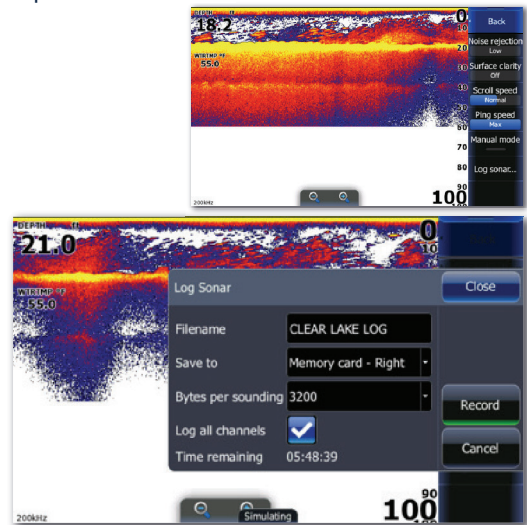 DEPTH ft
18.2
WTRTMP °F
55.0
0
10
20
30
40
50
60
70
80
90
100
200kHz
Back
Noise rejection
Low
Surface clarity
Off
Scroll speed
Normal
Ping speed
Max
Manual mode
Log sonar...
DEPTH ft
21.0
WTRTMP °F
55.0
0
10
Log Sonar
Close
Filename
CLEAR LAKE LOG
Save to
Memory card - Right
Bytes per sounding
3200
Log all channels
Time remaining
05:48:39
Record
Cancel
90
100
200kHz
Simulating